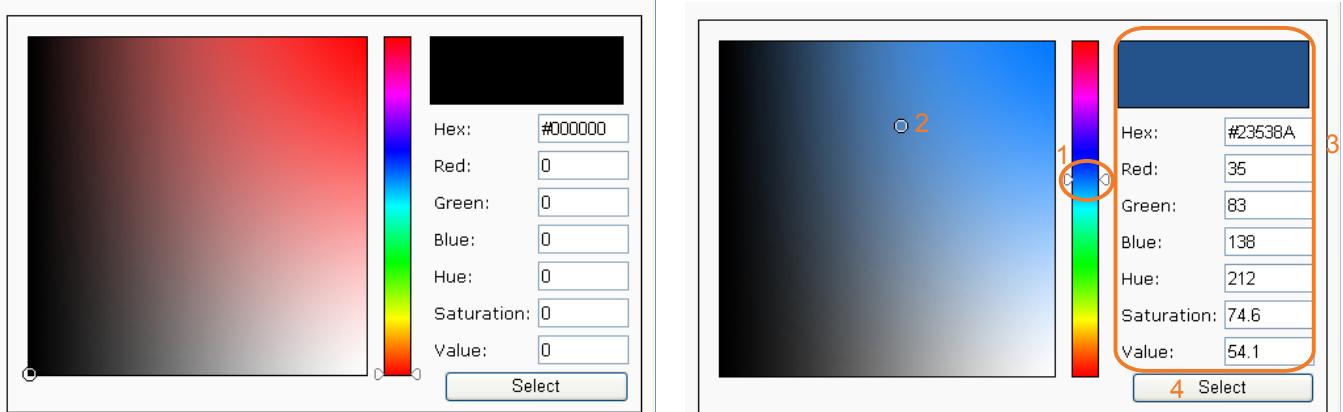 Hex: #000000
Red: 0
Green: 0
Blue: 0
Hue: 0
Saturation: 0
Value: 0
Select
2
1
3
Hex: #23538A
Red: 35
Green: 83
Blue: 138
Hue: 212
Saturation: 74.6
Value: 54.1
4 Select